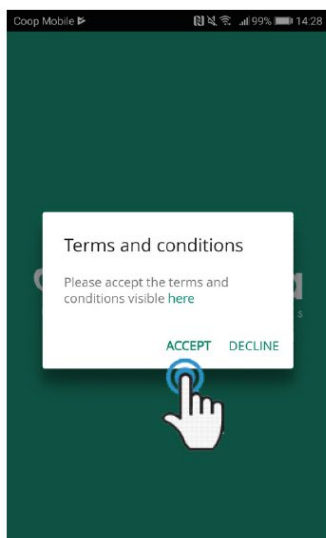 Coop Mobile 99% 14:28
Terms and conditions
Please accept the terms and
conditions visible here
ACCEPT DECLINE